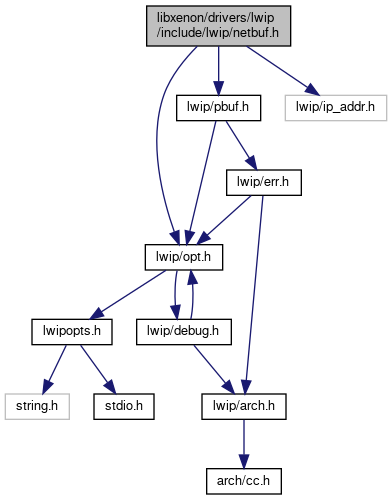 libxenon/drivers/lwip
/include/lwip/netbuf.h
lwip/pbuf.h
lwip/ip_addr.h
lwip/err.h
lwip/opt.h
lwipopts.h
lwip/debug.h
string.h
stdio.h
lwip/arch.h
arch/cc.h